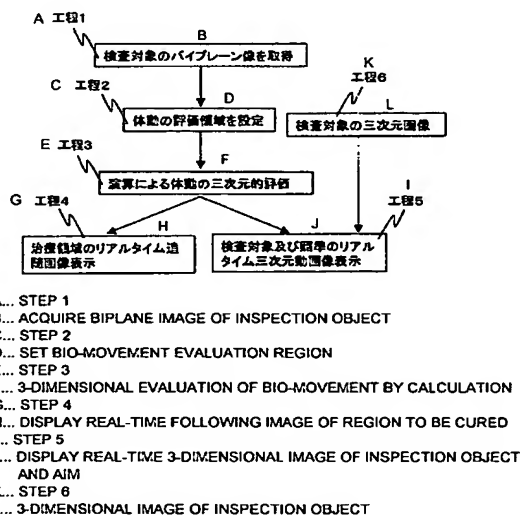 A 工程1
B
検査対象のバイプレーン像を取得
C 工程2
D
体動の評価領域を設定
K
工程6
L
検査対象の三次元画像
E 工程3
F
演算による体動の三次元的評価
G 工程4
H
治療領域のリアルタイム追
随画像表示
I
工程5
J
検査対象及び照準のリアル
タイム三次元動画像表示
... STEP 1
... ACQUIRE BIPLANE IMAGE OF INSPECTION OBJECT
... STEP 2
... SET BIO-MOVEMENT EVALUATION REGION
... STEP 3
... 3-DIMENSIONAL EVALUATION OF BIO-MOVEMENT BY CALCULATION
... STEP 4
... DISPLAY REAL-TIME FOLLOWING IMAGE OF REGION TO BE CURED
... STEP 5
... DISPLAY REAL-TIME 3-DIMENSIONAL IMAGE OF INSPECTION OBJECT
AND AIM
... STEP 6
... 3-DIMENSIONAL IMAGE OF INSPECTION OBJECT